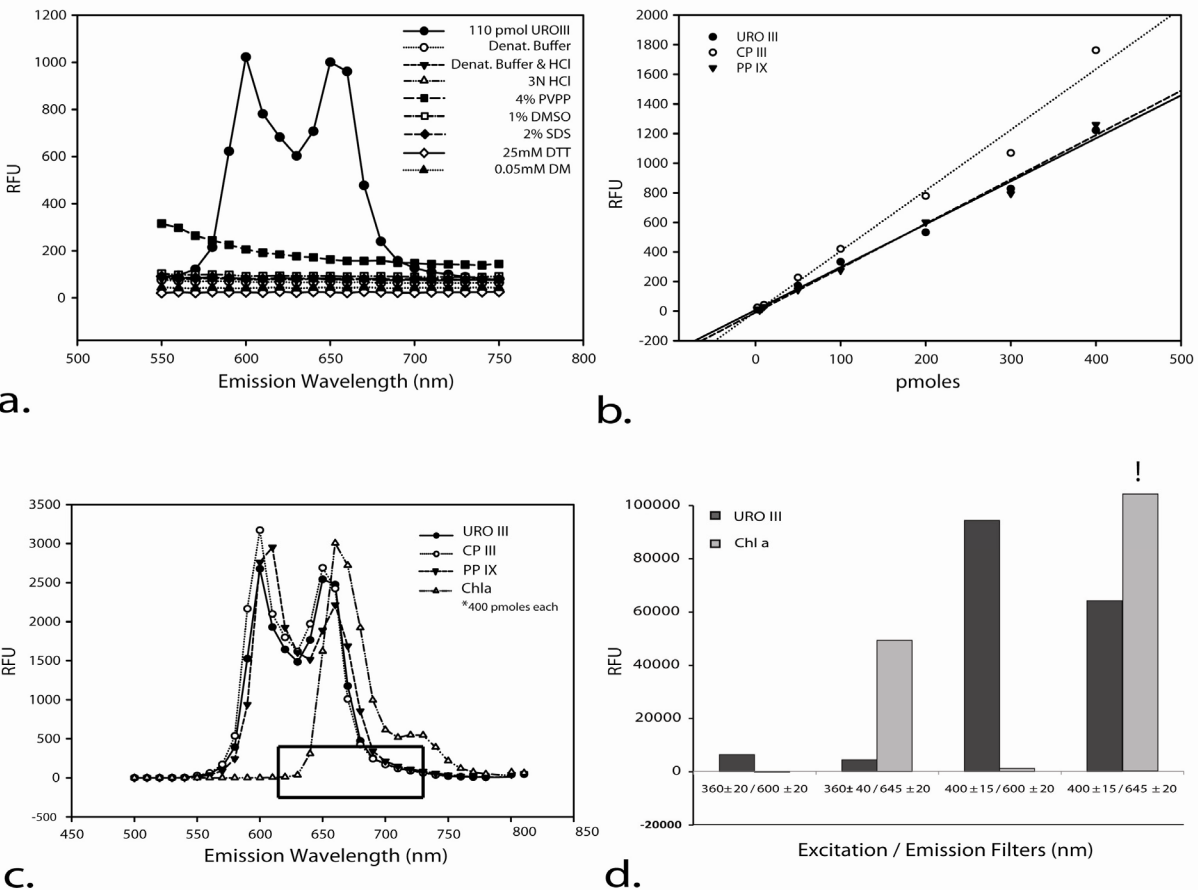 1200
1000
800
600
400
200
0
RFU
110 pmol UROIII
Denat. Buffer
Denat. Buffer & HCl
3N HCl
4% PVPP
1% DMSO
2% SDS
25mM DTT
0.05mM DM
500 550 600 650 700 750 800
Emission Wavelength (nm)
a.
2000
1800
1600
1400
1200
1000
800
600
400
200
0
-200
RFU
URO III
CP III
PP IX
0 100 200 300 400 500
pmoles
b.
3500
3000
2500
2000
1500
1000
500
0
-500
RFU
URO III
CP III
PP IX
Chla
*400 pmoles each
450 500 550 600 650 700 750 800 850
Emission Wavelength (nm)
c.
100000
80000
60000
40000
20000
0
-20000
RFU
URO III
Chl a
!
360±20/600 ±20 360±40/645 ±20 400±15/600 ±20 400±15/645 ±20
Excitation / Emission Filters (nm)
d.